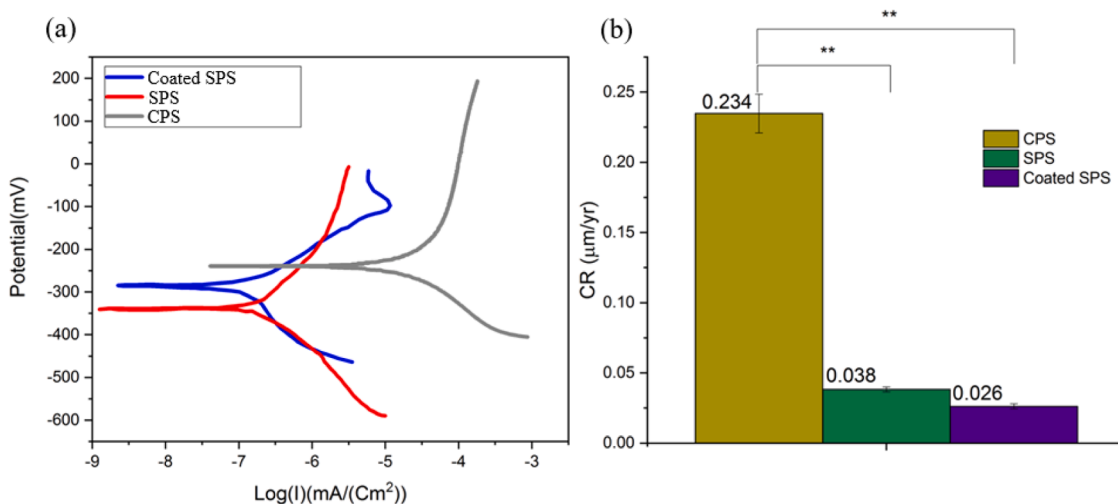 (a)
Coated SPS
SPS
CPS
200
100
0
-100
-200
-300
-400
-500
-600
Potential(mV)
-9
-8
-7
-6
-5
-4
-3
Log(I)(mA/(Cm²))
(b)
**
**
0.234
0.038
0.026
CPS
SPS
Coated SPS
0.25
0.20
0.15
0.10
0.05
0.00
CR (μm/yr)